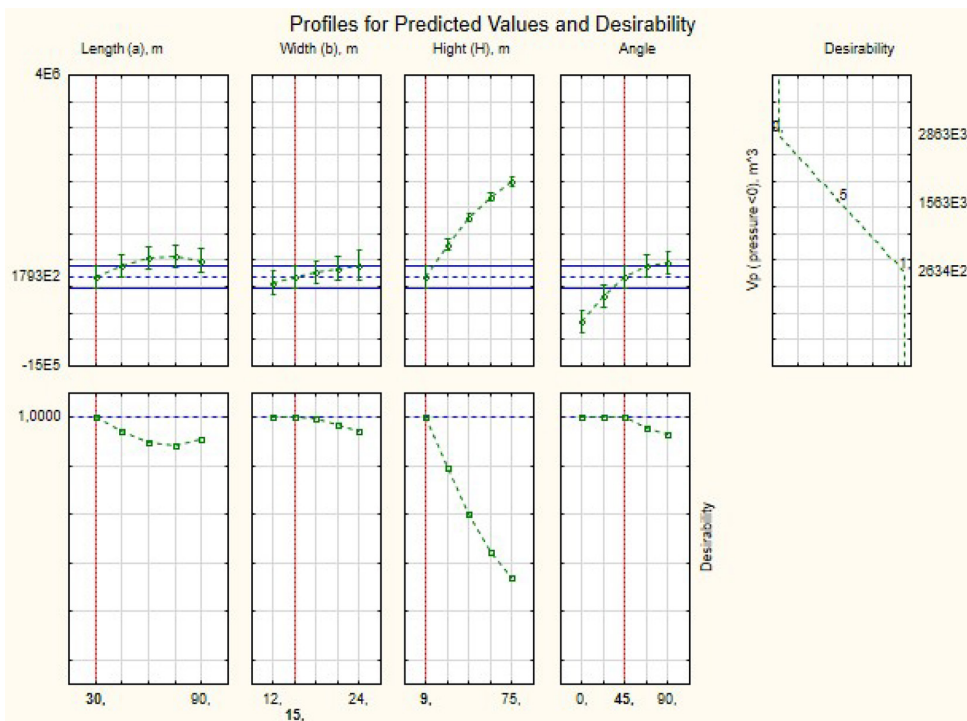 Profiles for Predicted Values and Desirability
Length (a), m
Width (b), m
Hight (H), m
Angle
Desirability
4E6
1793E2
-15E5
Vp ( pressure <0), m^3
2863E3
1563E3
2634E2
,5
1,
1,0000
Desirability
30, 90,
12, 24,
15,
9, 75,
0, 45, 90,